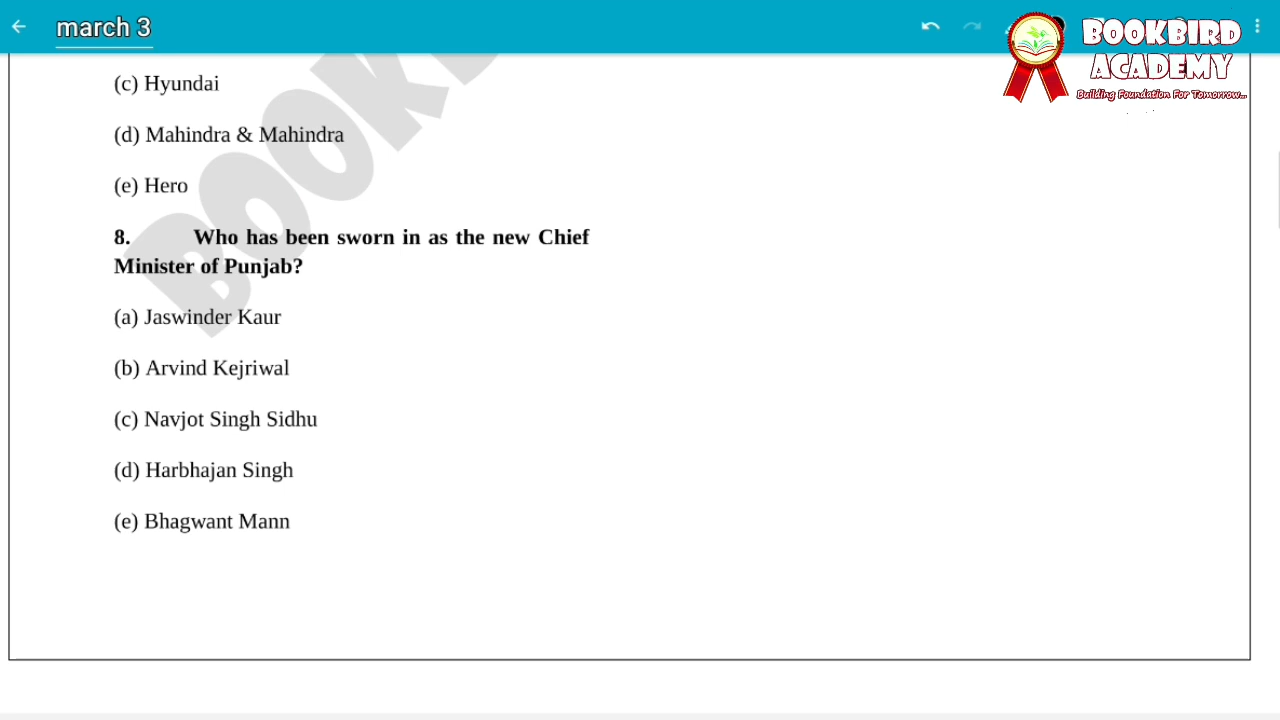 march 3
BOOKBIRD
ACADEMY
Building Foundation For Tomorrow...
(c) Hyundai
(d) Mahindra & Mahindra
(e) Hero
8. Who has been sworn in as the new Chief
Minister of Punjab?
(a) Jaswinder Kaur
(b) Arvind Kejriwal
(c) Navjot Singh Sidhu
(d) Harbhajan Singh
(e) Bhagwant Mann
BOOK